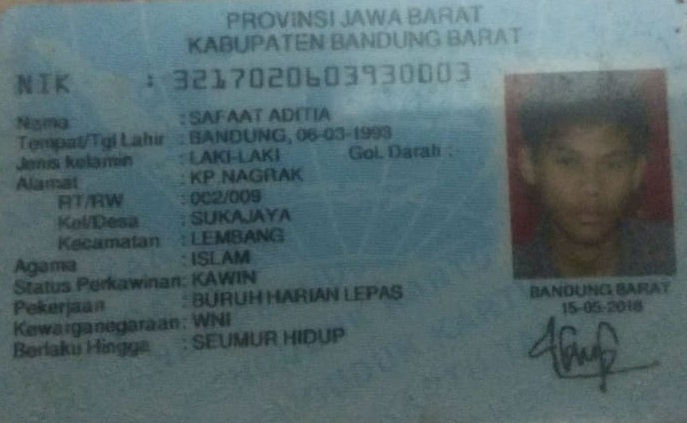 PROVINSI JAWA BARAT
KABUPATEN BANDUNG BARAT
NIK : 3217020603930003
Nama : SAFAAT ADITIA
Tempat/Tgl Lahir : BANDUNG, 06-03-1993
Jenis kelamin : LAKI-LAKI Gol. Darah :
Alamat : KP NAGRAK
RT/RW : 002/009
Kel/Desa : SUKAJAYA
Kecamatan : LEMBANG
Agama : ISLAM
Status Perkawinan: KAWIN
Pekerjaan : BURUH HARIAN LEPAS
Kewarganegaraan: WNI
Berlaku Hingga : SEUMUR HIDUP
BANDUNG BARAT
15-05-2018